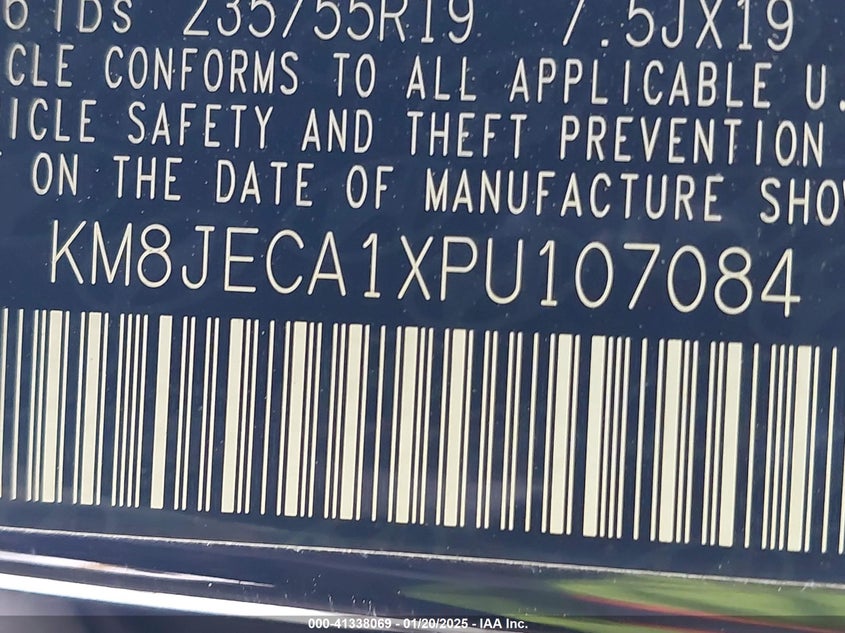 235/55R19 7.5JX19
CLE CONFORMS TO ALL APPLICABLE U.
ICLE SAFETY AND THEFT PREVENTION
ON THE DATE OF MANUFACTURE SHO
KM8JECA1XPU107084
000-41338069 — 01/20/2025 - IAA Inc.